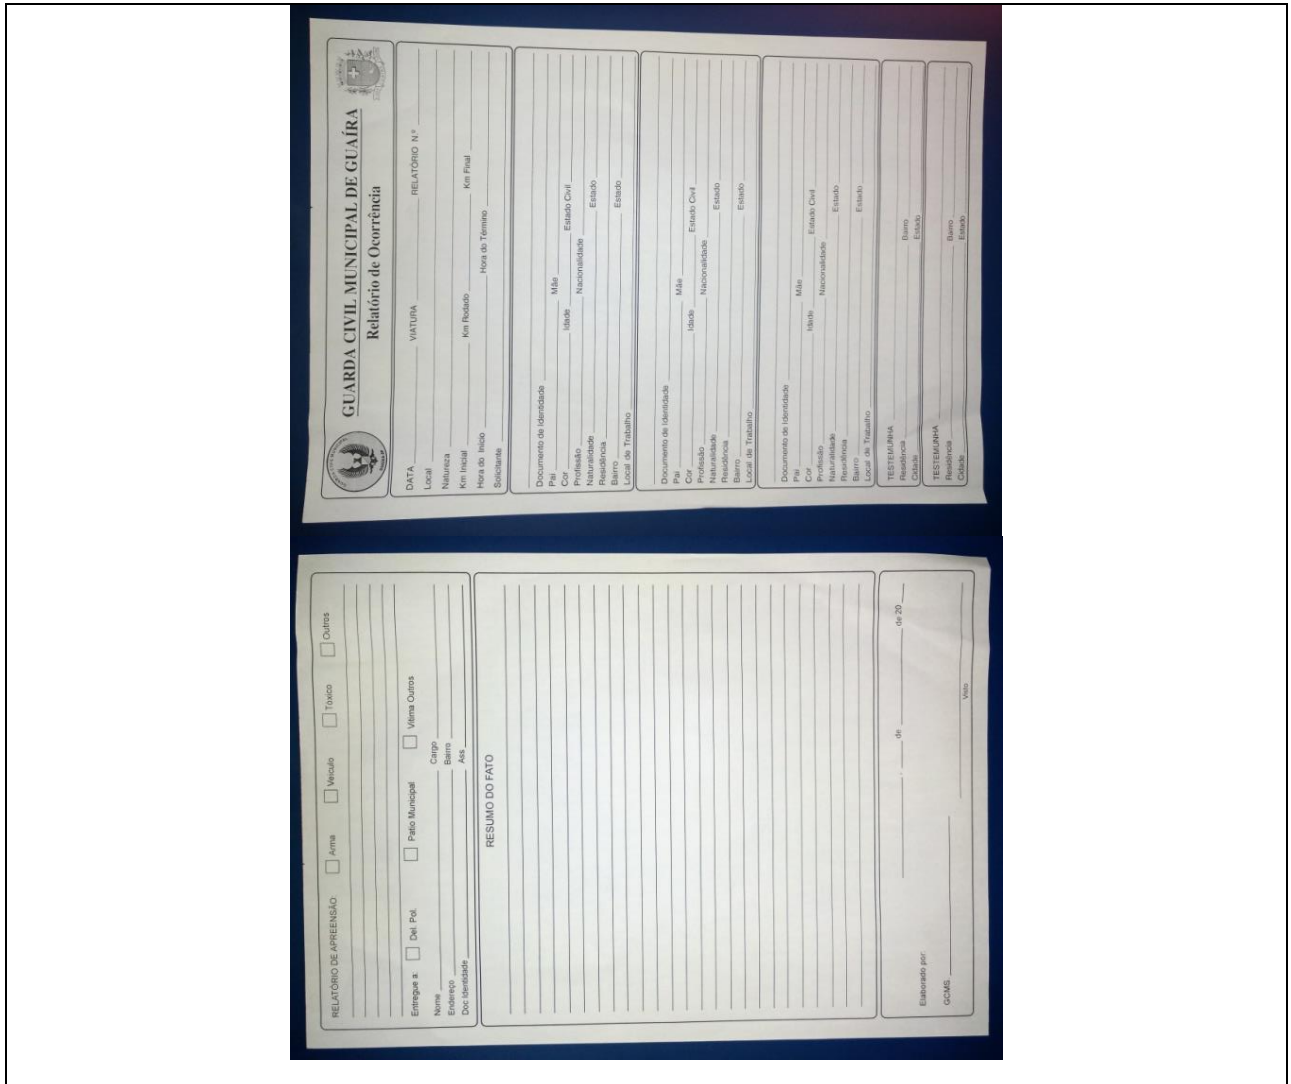 GUARDA CIVIL MUNICIPAL DE GUAÍRA
Relatório de Ocorrência
DATA VIATURA RELATÓRIO N.º
Local
Natureza
Km Inicial Km Rodado Km Final
Hora do Início Hora do Término
Solicitante
Documento de Identidade
Pai Mãe
Cor Idade Estado Civil
Profissão Nacionalidade
Naturalidade Estado
Residência
Bairro Estado
Local de Trabalho
Documento de Identidade
Pai Mãe
Cor Idade Estado Civil
Profissão Nacionalidade
Naturalidade Estado
Residência
Bairro Estado
Local de Trabalho
Documento de Identidade
Pai Mãe
Cor Idade Estado Civil
Profissão Nacionalidade
Naturalidade Estado
Residência
Bairro Estado
Local de Trabalho
TESTEMUNHA
Residência Bairro
Cidade Estado
TESTEMUNHA
Residência Bairro
Cidade Estado
RELATÓRIO DE APREENSÃO: Arma Veículo Tóxico Outros
Entregue a: Del. Pol. Patio Municipal Vítima Outros
Nome Cargo
Endereço Bairro
Doc Identidade Ass
RESUMO DO FATO
, de de 20
Elaborado por:
GCMS:
Visto